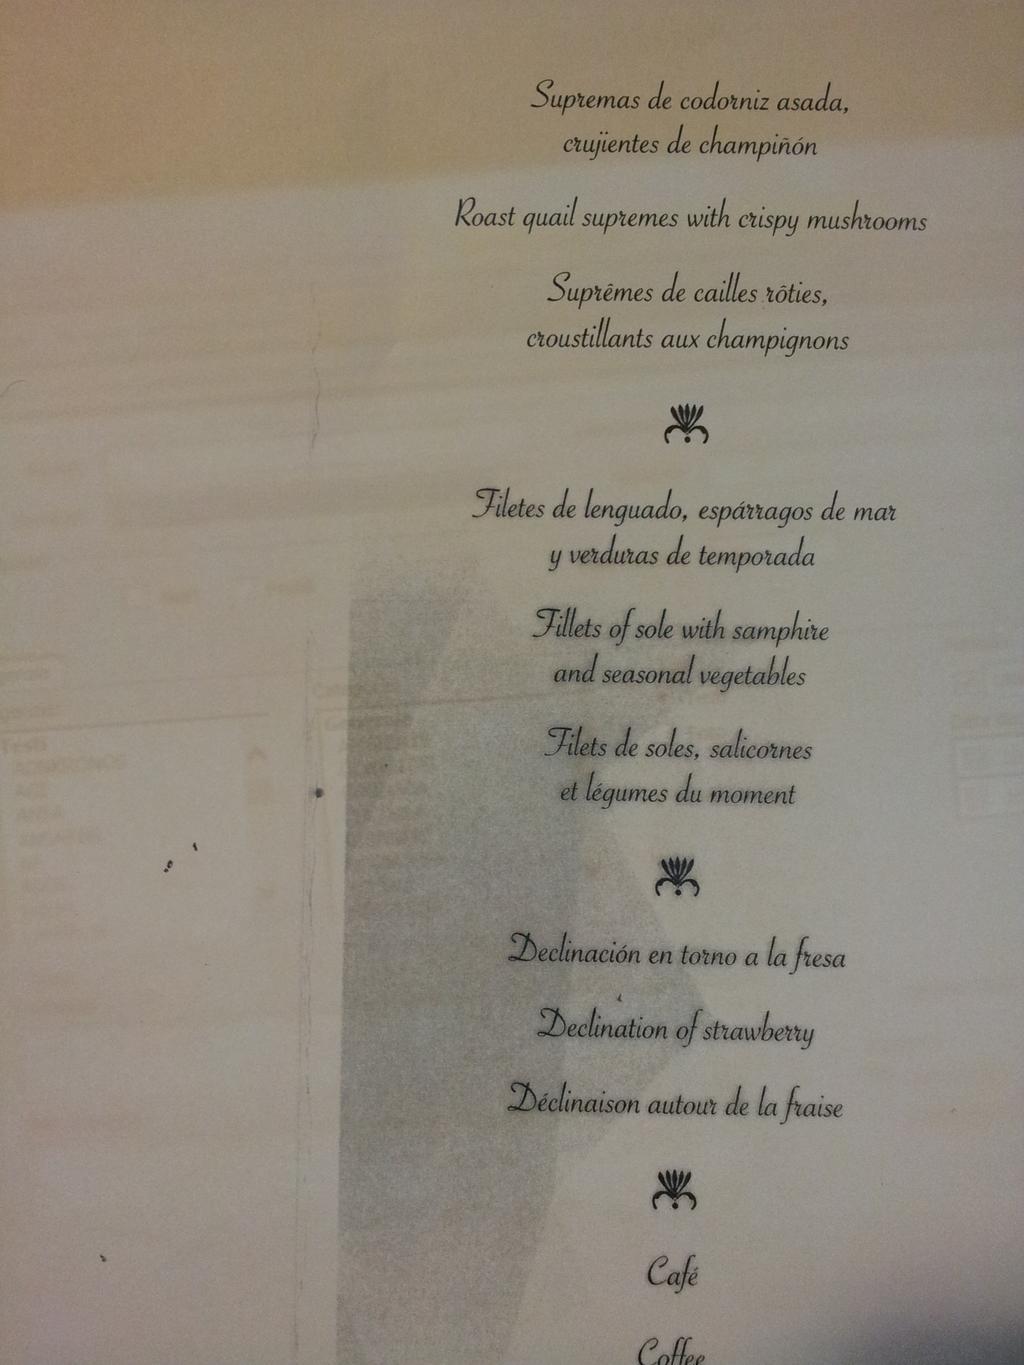 Supremas de codorniz asada,
crujientes de champiñón
Roast quail supremes with crispy mushrooms
Suprêmes de cailles rôties,
croustillants aux champignons
Filetes de lenguado, espárragos de mar
y verduras de temporada
Fillets of sole with samphire
and seasonal vegetables
Filets de soles, salicornes
et légumes du moment
Declinación en torno a la fresa
Declination of strawberry
Déclinaison autour de la fraise
Café
Coffee